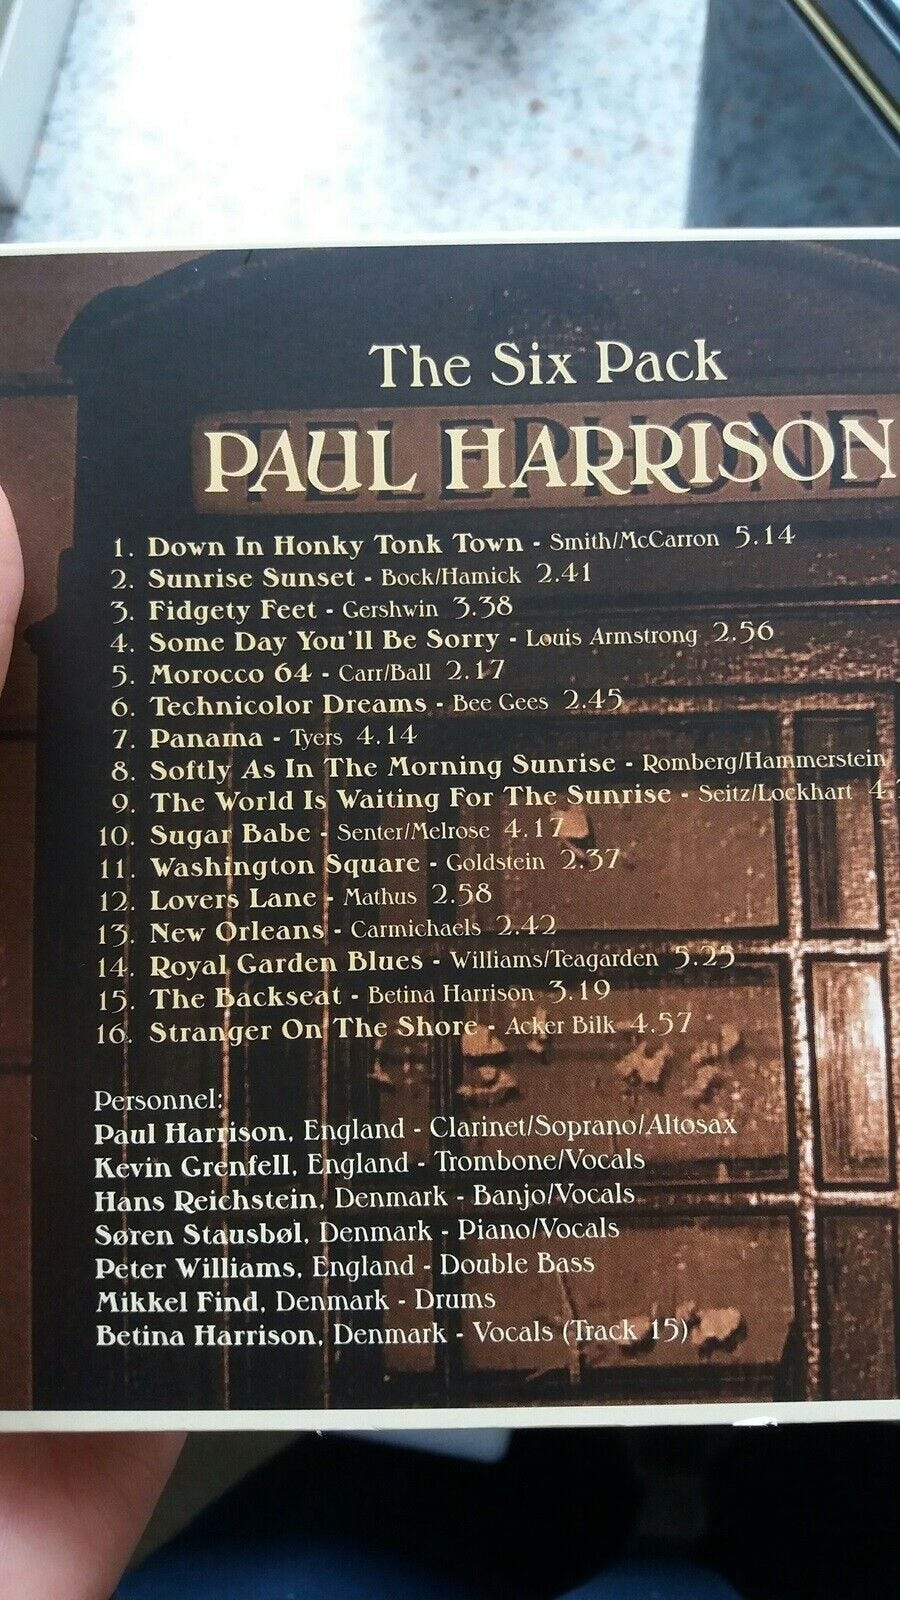 The Six Pack
TELEPHONE
PAUL HARRISON
1. Down In Honky Tonk Town - Smith/McCarron 5.14
2. Sunrise Sunset - Bock/Hamick 2.41
3. Fidgety Feet - Gershwin 3.38
4. Some Day You'll Be Sorry - Louis Armstrong 2.56
5. Morocco 64 - Carr/Ball 2.17
6. Technicolor Dreams - Bee Gees 2.45
7. Panama - Tyers 4.14
8. Softly As In The Morning Sunrise - Romberg/Hammerstein
9. The World Is Waiting For The Sunrise - Seitz/Lockhart
10. Sugar Babe - Senter/Melrose 4.17
11. Washington Square - Goldstein 2.37
12. Lovers Lane - Mathus 2.58
13. New Orleans - Carmichaels 2.42
14. Royal Garden Blues - Williams/Teagarden 5.25
15. The Backseat - Betina Harrison 3.19
16. Stranger On The Shore - Acker Bilk 4.57
Personnel:
Paul Harrison, England - Clarinet/Soprano/Altosax
Kevin Grenfell, England - Trombone/Vocals
Hans Reichstein, Denmark - Banjo/Vocals
Søren Stausbøl, Denmark - Piano/Vocals
Peter Williams, England - Double Bass
Mikkel Find, Denmark - Drums
Betina Harrison, Denmark - Vocals (Track 15)